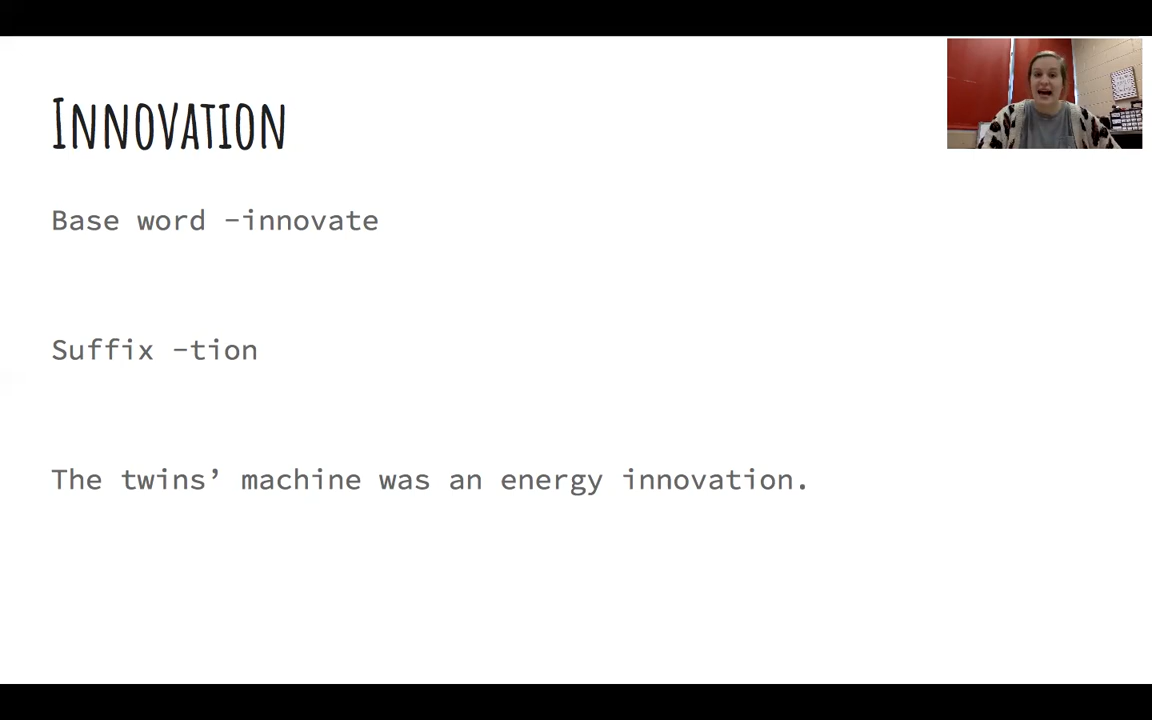 Innovation
Base word -innovate
Suffix -tion
The twins’ machine was an energy innovation.